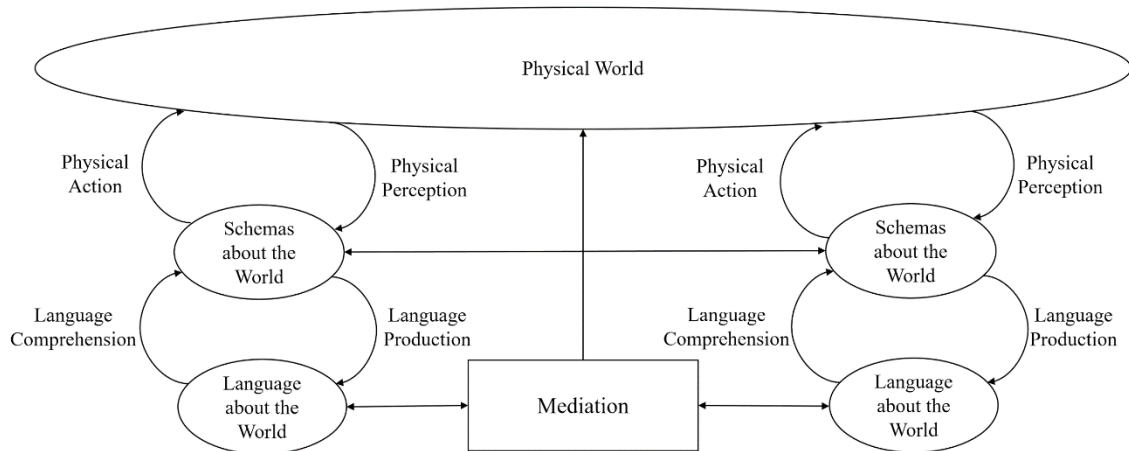 Physical World
Physical
Action
Physical
Perception
Physical
Action
Physical
Perception
Schemas
about the
World
Schemas
about the
World
Language
Comprehension
Language
Production
Language
Comprehension
Language
Production
Language
about the
World
Mediation
Language
about the
World